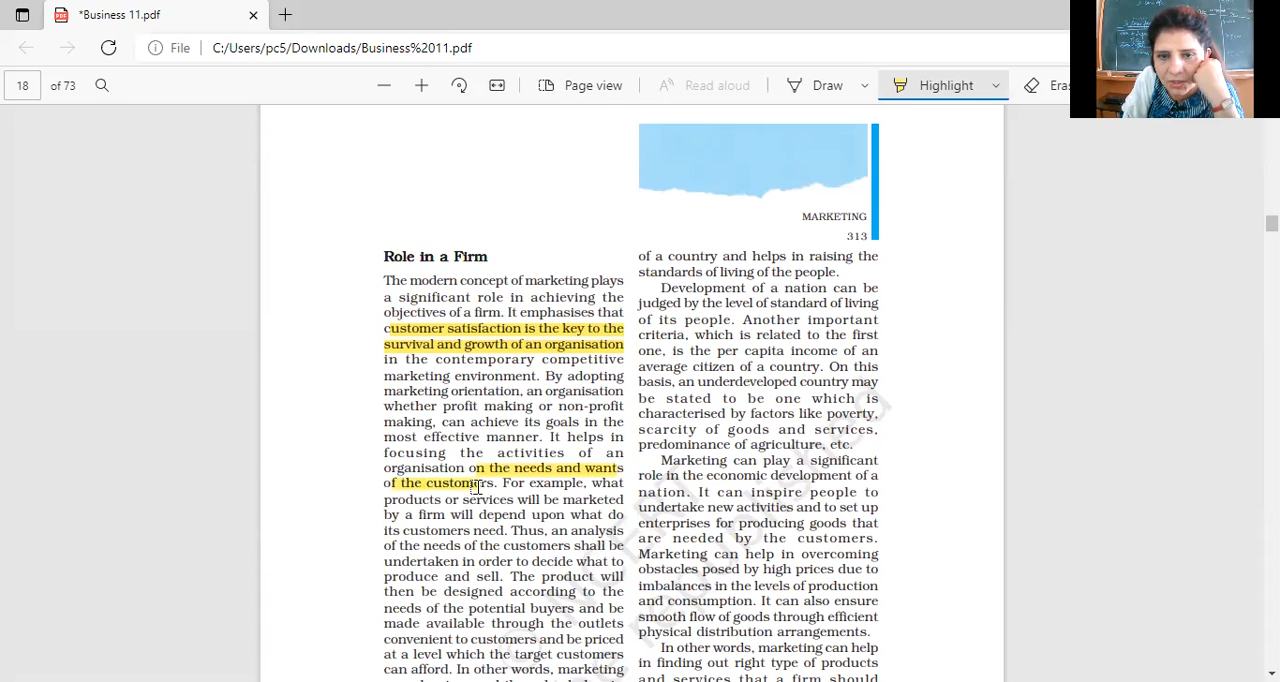 *Business 11.pdf
File
C:/Users/pc5/Downloads/Business%2011.pdf
18 of 73
Page view
Read aloud
Draw
Highlight
Eras
MARKETING
313
Role in a Firm
The modern concept of marketing plays
a significant role in achieving the
objectives of a firm. It emphasises that
customer satisfaction is the key to the
survival and growth of an organisation
in the contemporary competitive
marketing environment. By adopting
marketing orientation, an organisation
whether profit making or non-profit
making, can achieve its goals in the
most effective manner. It helps in
focusing the activities of an
organisation on the needs and wants
of the customers. For example, what
products or services will be marketed
by a firm will depend upon what do
its customers need. Thus, an analysis
of the needs of the customers shall be
undertaken in order to decide what to
produce and sell. The product will
then be designed according to the
needs of the potential buyers and be
made available through the outlets
convenient to customers and be priced
at a level which the target customers
can afford. In other words, marketing
of a country and helps in raising the
standards of living of the people.
Development of a nation can be
judged by the level of standard of living
of its people. Another important
criteria, which is related to the first
one, is the per capita income of an
average citizen of a country. On this
basis, an underdeveloped country may
be stated to be one which is
characterised by factors like poverty,
scarcity of goods and services,
predominance of agriculture, etc.
Marketing can play a significant
role in the economic development of a
nation. It can inspire people to
undertake new activities and to set up
enterprises for producing goods that
are needed by the customers.
Marketing can help in overcoming
obstacles posed by high prices due to
imbalances in the levels of production
and consumption. It can also ensure
smooth flow of goods through efficient
physical distribution arrangements.
In other words, marketing can help
in finding out right type of products
and services that a firm should
© NCERT
be republished